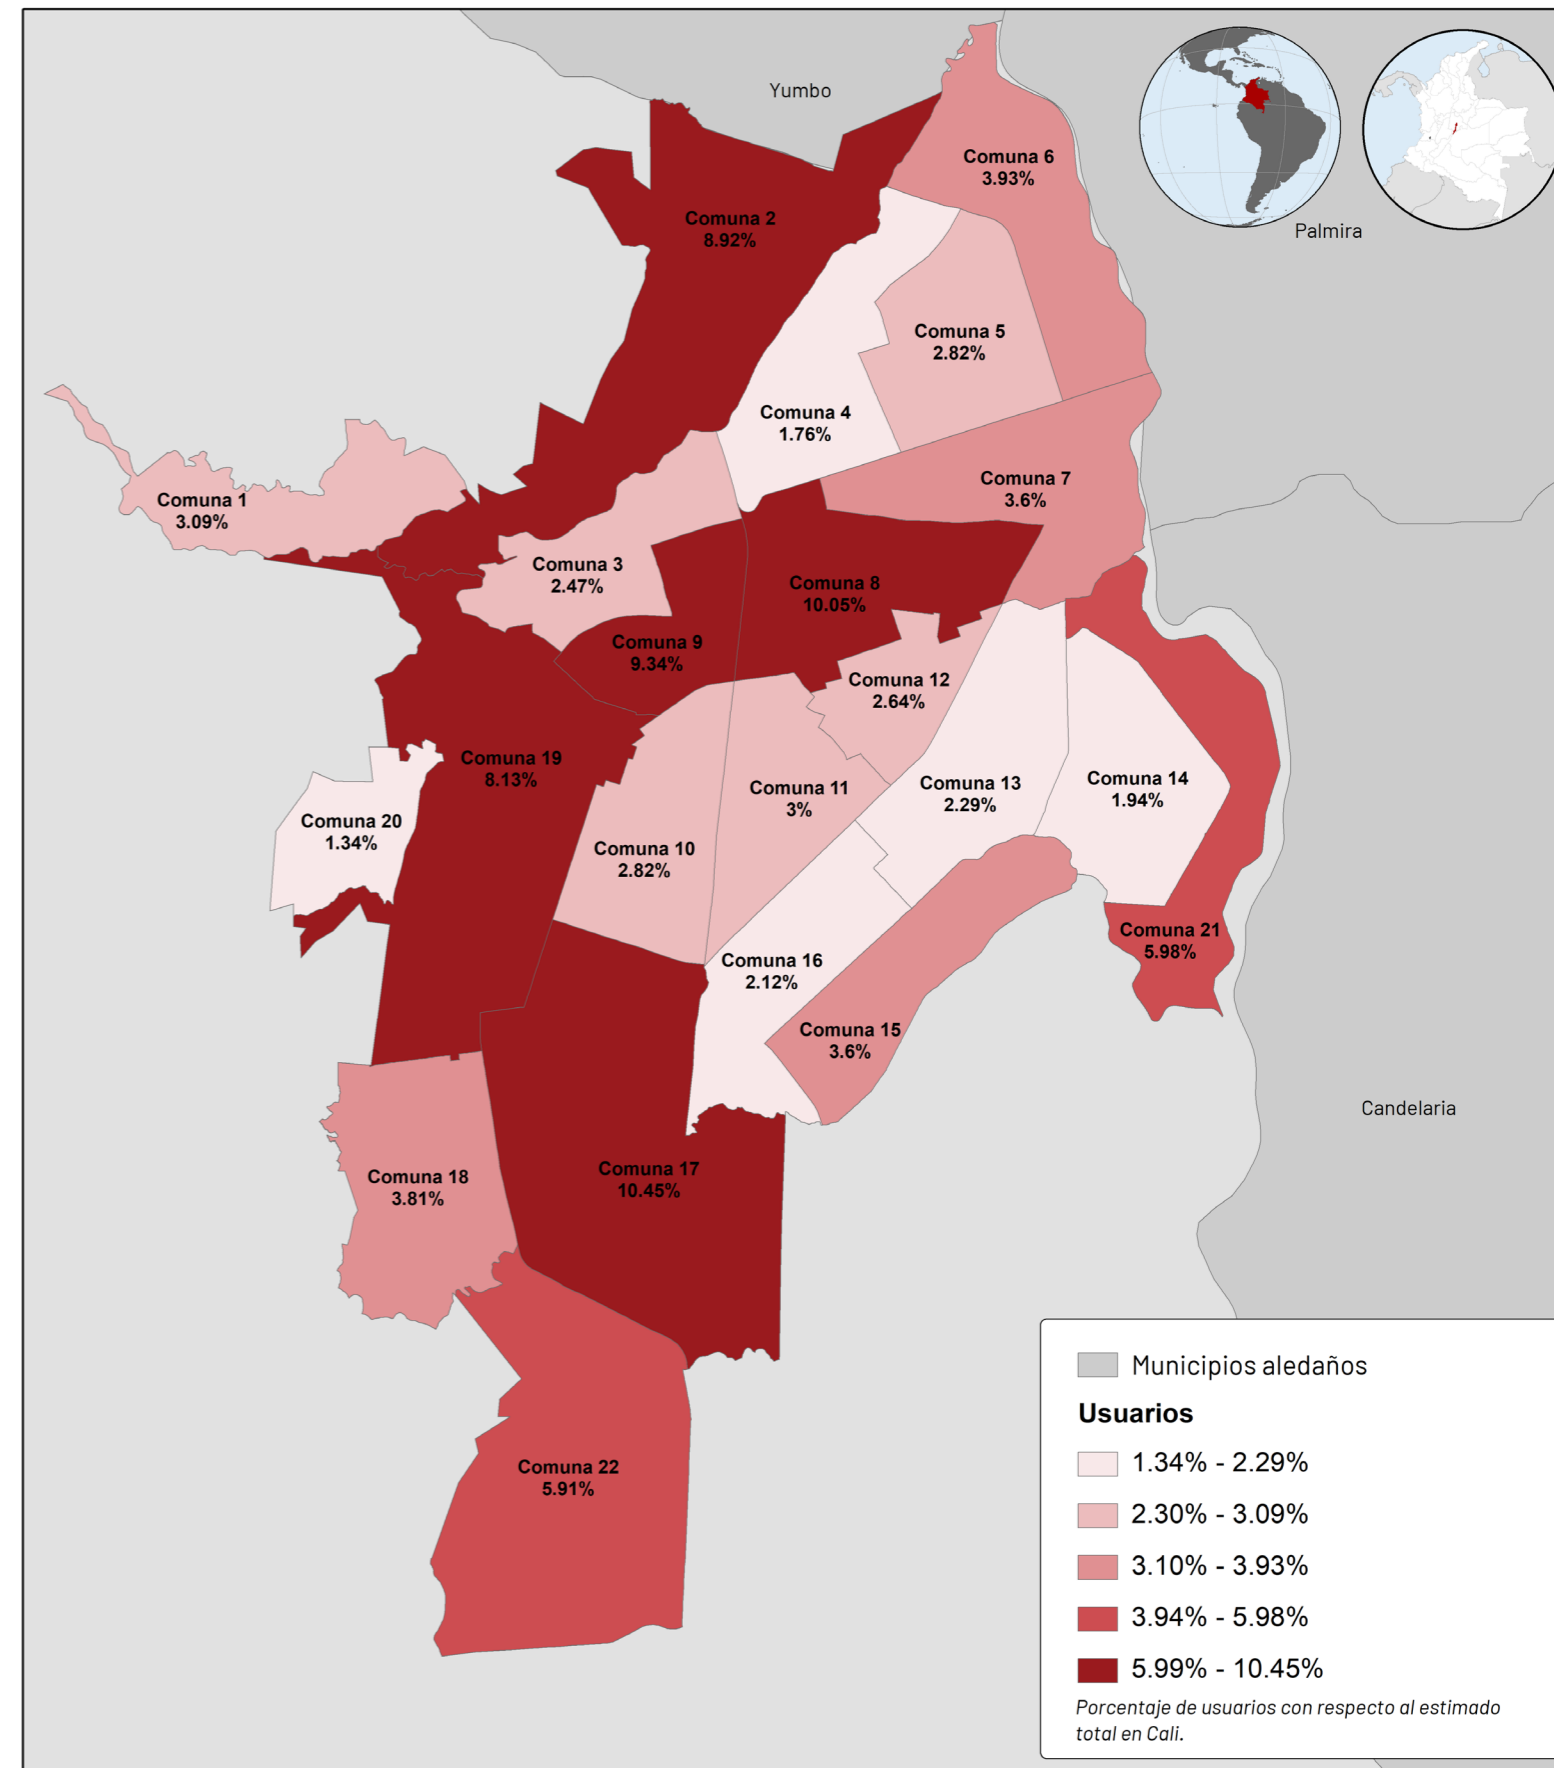 Yumbo
Comuna 6
3.93%
Palmira
Comuna 2
8.92%
Comuna 5
2.82%
Comuna 4
1.76%
Comuna 7
3.6%
Comuna 1
3.09%
Comuna 3
2.47%
Comuna 8
10.05%
Comuna 9
9.34%
Comuna 12
2.64%
Comuna 19
8.13%
Comuna 11
3%
Comuna 13
2.29%
Comuna 14
1.94%
Comuna 20
1.34%
Comuna 10
2.82%
Comuna 21
5.98%
Comuna 16
2.12%
Comuna 15
3.6%
Candelaria
Comuna 18
3.81%
Comuna 17
10.45%
Comuna 22
5.91%
Municipios aledaños
Usuarios
1.34% - 2.29%
2.30% - 3.09%
3.10% - 3.93%
3.94% - 5.98%
5.99% - 10.45%
Porcentaje de usuarios con respecto al estimado
total en Cali.